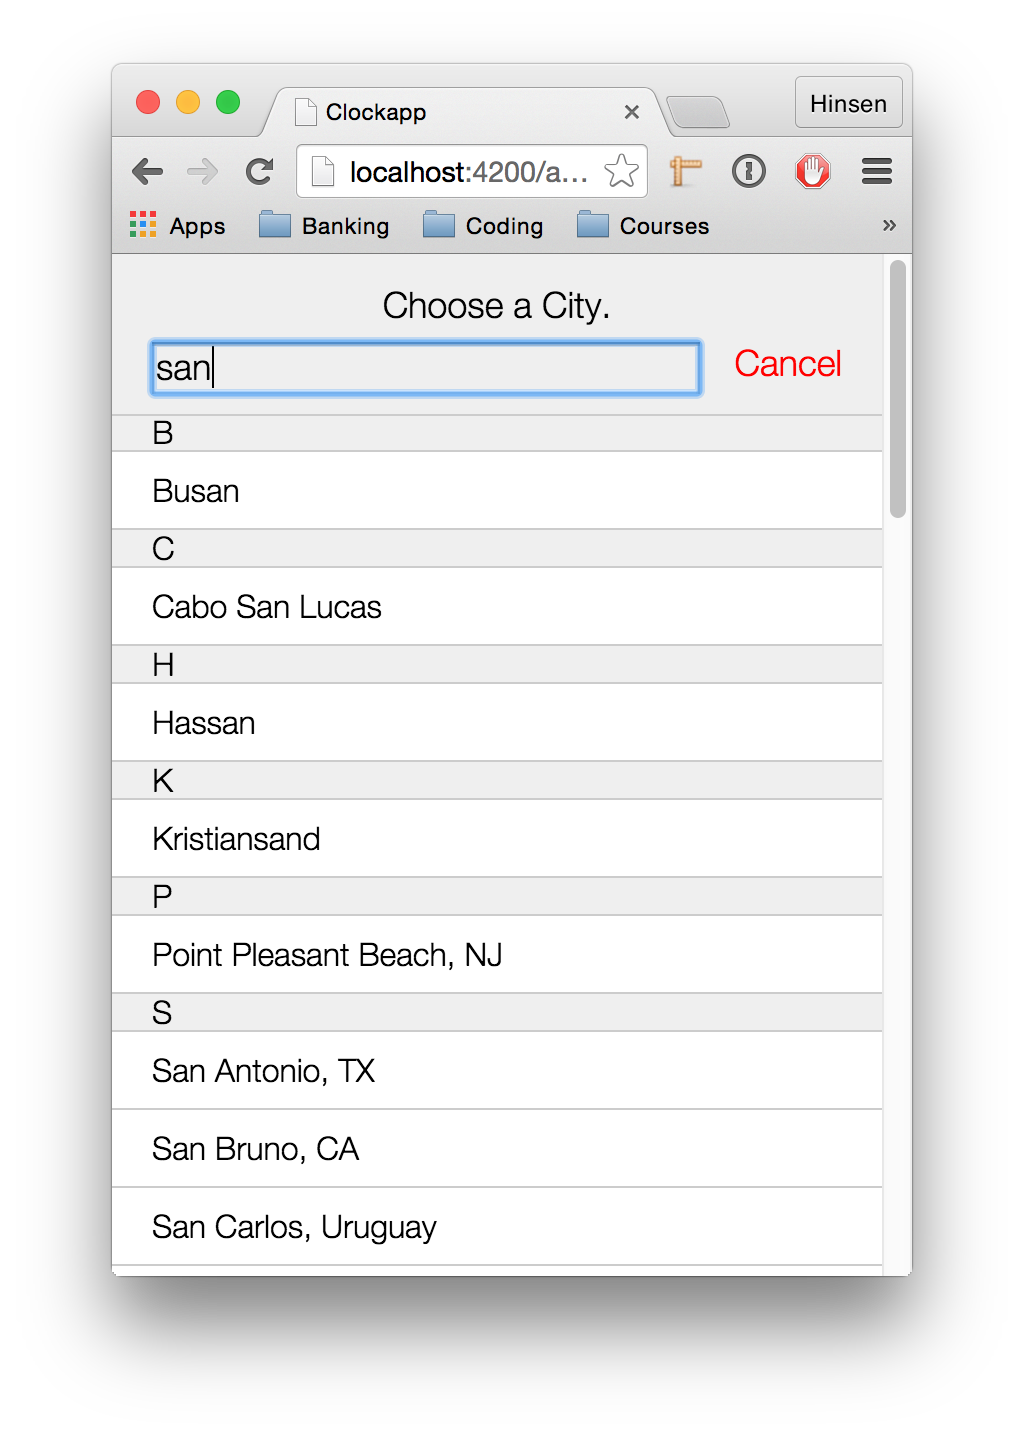 Clockapp
Hinsen
localhost:4200/a...
Apps Banking Coding Courses »
Choose a City.
san Cancel
B
Busan
C
Cabo San Lucas
H
Hassan
K
Kristiansand
P
Point Pleasant Beach, NJ
S
San Antonio, TX
San Bruno, CA
San Carlos, Uruguay